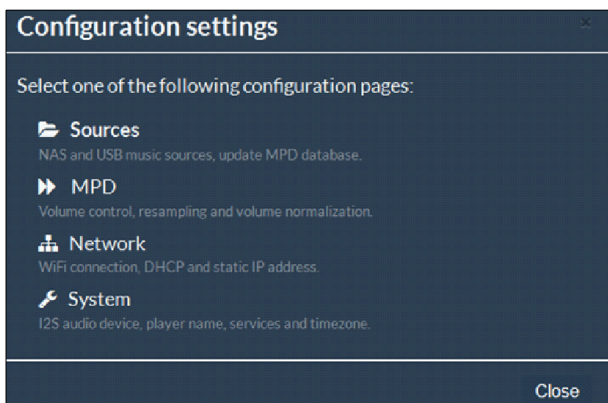 Configuration settings
×
Select one of the following configuration pages:
Sources
NAS and USB music sources, update MPD database.
MPD
Volume control, resampling and volume normalization.
Network
WiFi connection, DHCP and static IP address.
System
I2S audio device, player name, services and timezone.
Close